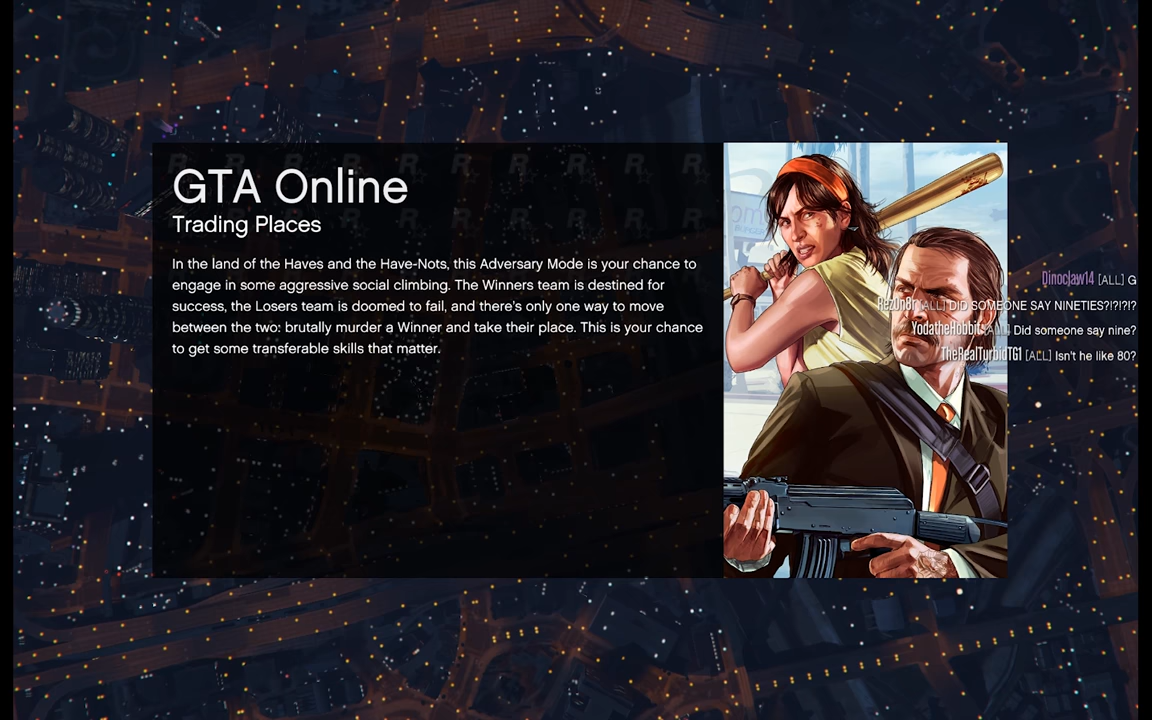 GTA Online
Trading Places
In the land of the Haves and the Have-Nots, this Adversary Mode is your chance to
engage in some aggressive social climbing. The Winners team is destined for
success, the Losers team is doomed to fail, and there's only one way to move
between the two: brutally murder a Winner and take their place. This is your chance
to get some transferable skills that matter.
Dinoclaw14 [ALL] G
Rez0n8r [ALL] DID SOMEONE SAY NINETIES?!?!?!?
YodatheHobbit [ALL] Did someone say nine?
TheRealTurbidTG1 [ALL] Isn't he like 80?